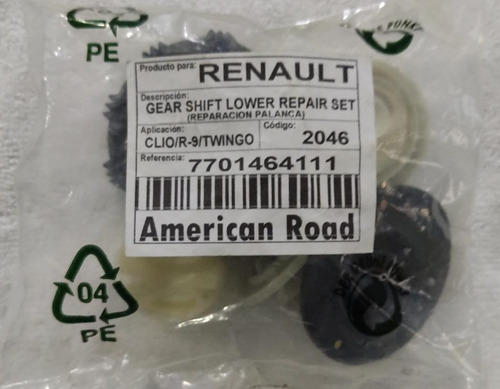 PE
Producto para: RENAULT
Descripción:
GEAR SHIFT LOWER REPAIR SET
(REPARACION PALANCA)
Aplicación:
CLIO/R-9/TWINGO
Código:
2046
Referencia: 7701464111
American Road
04
PE